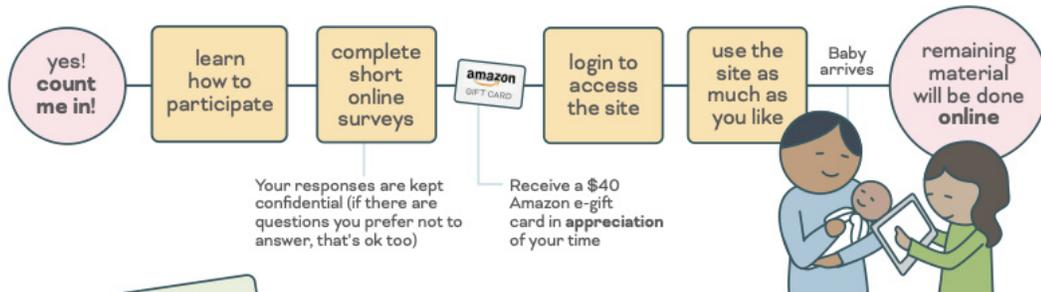 yes!
count
me in!
learn
how to
participate
complete
short
online
surveys
amazon
GIFT CARD
login to
access
the site
use the
site as
much as
you like
Baby
arrives
remaining
material
will be done
online
Your responses are kept
confidential (if there are
questions you prefer not to
answer, that's ok too)
Receive a $40
Amazon e-gift
card in appreciation
of your time